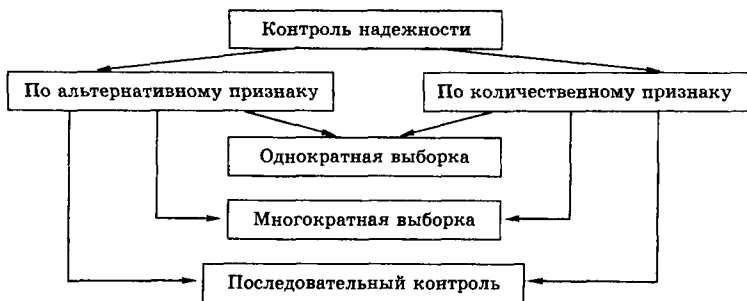 Контроль надежности
По альтернативному признаку
По количественному признаку
Однократная выборка
Многократная выборка
Последовательный контроль